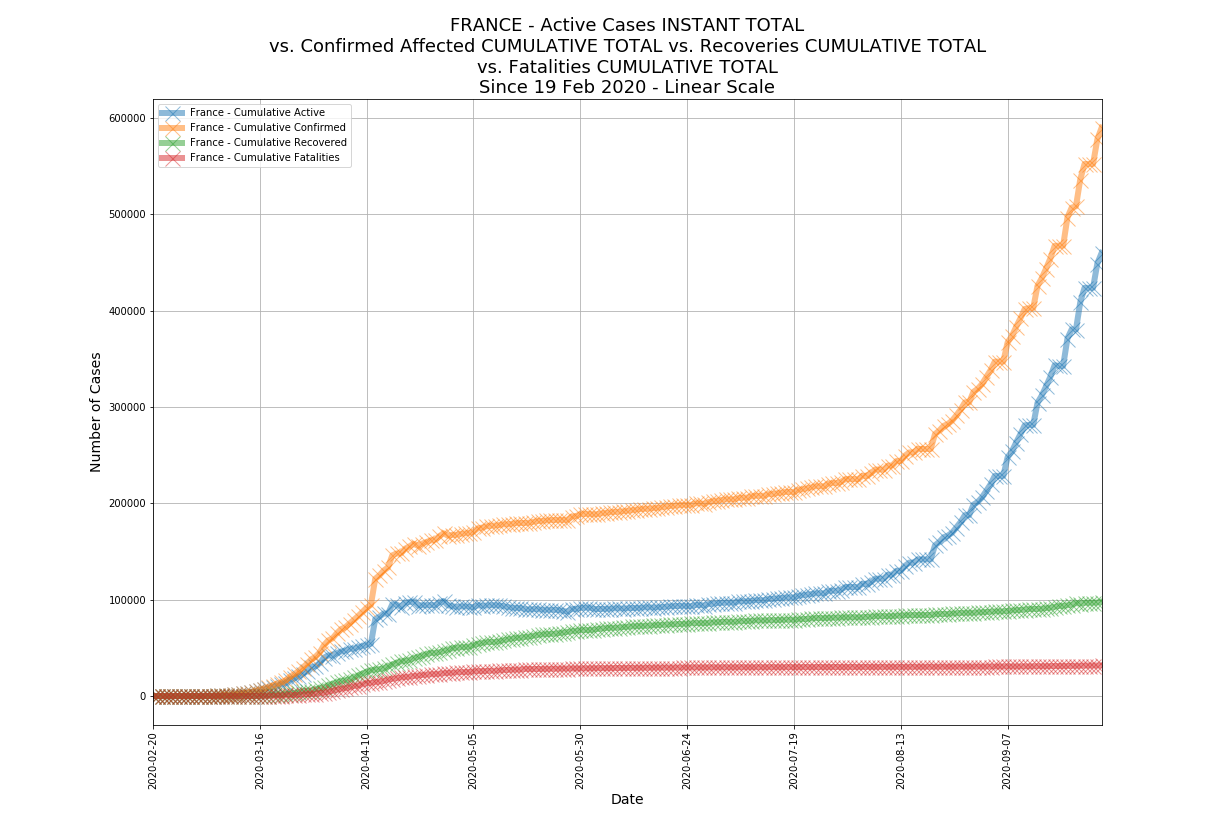 FRANCE - Active Cases INSTANT TOTAL
vs. Confirmed Affected CUMULATIVE TOTAL vs. Recoveries CUMULATIVE TOTAL
vs. Fatalities CUMULATIVE TOTAL
Since 19 Feb 2020 - Linear Scale
France - Cumulative Active
France - Cumulative Confirmed
France - Cumulative Recovered
France - Cumulative Fatalities
600000
500000
400000
300000
200000
100000
0
Number of Cases
2020-02-20
2020-03-16
2020-04-10
2020-05-05
2020-05-30
2020-06-24
2020-07-19
2020-08-13
2020-09-07
Date